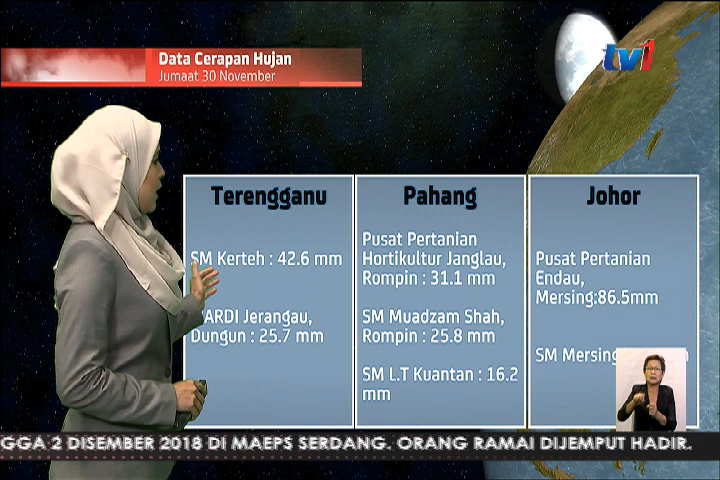 Data Cerapan Hujan
Jumaat 30 November
tv1
Terengganu
SM Kerteh : 42.6 mm
Jerangau,
Dungun : 25.7 mm
Pahang
Pusat Pertanian
Hortikultur Janglau,
Rompin : 31.1 mm
SM Muadzam Shah,
Rompin : 25.8 mm
SM L.T Kuantan : 16.2
mm
Johor
Pusat Pertanian
Endau,
Mersing:86.5mm
SM Mersing
GGA 2 DISEMBER 2018 DI MAEPS SERDANG. ORANG RAMAI DIJEMPUT HADIR.